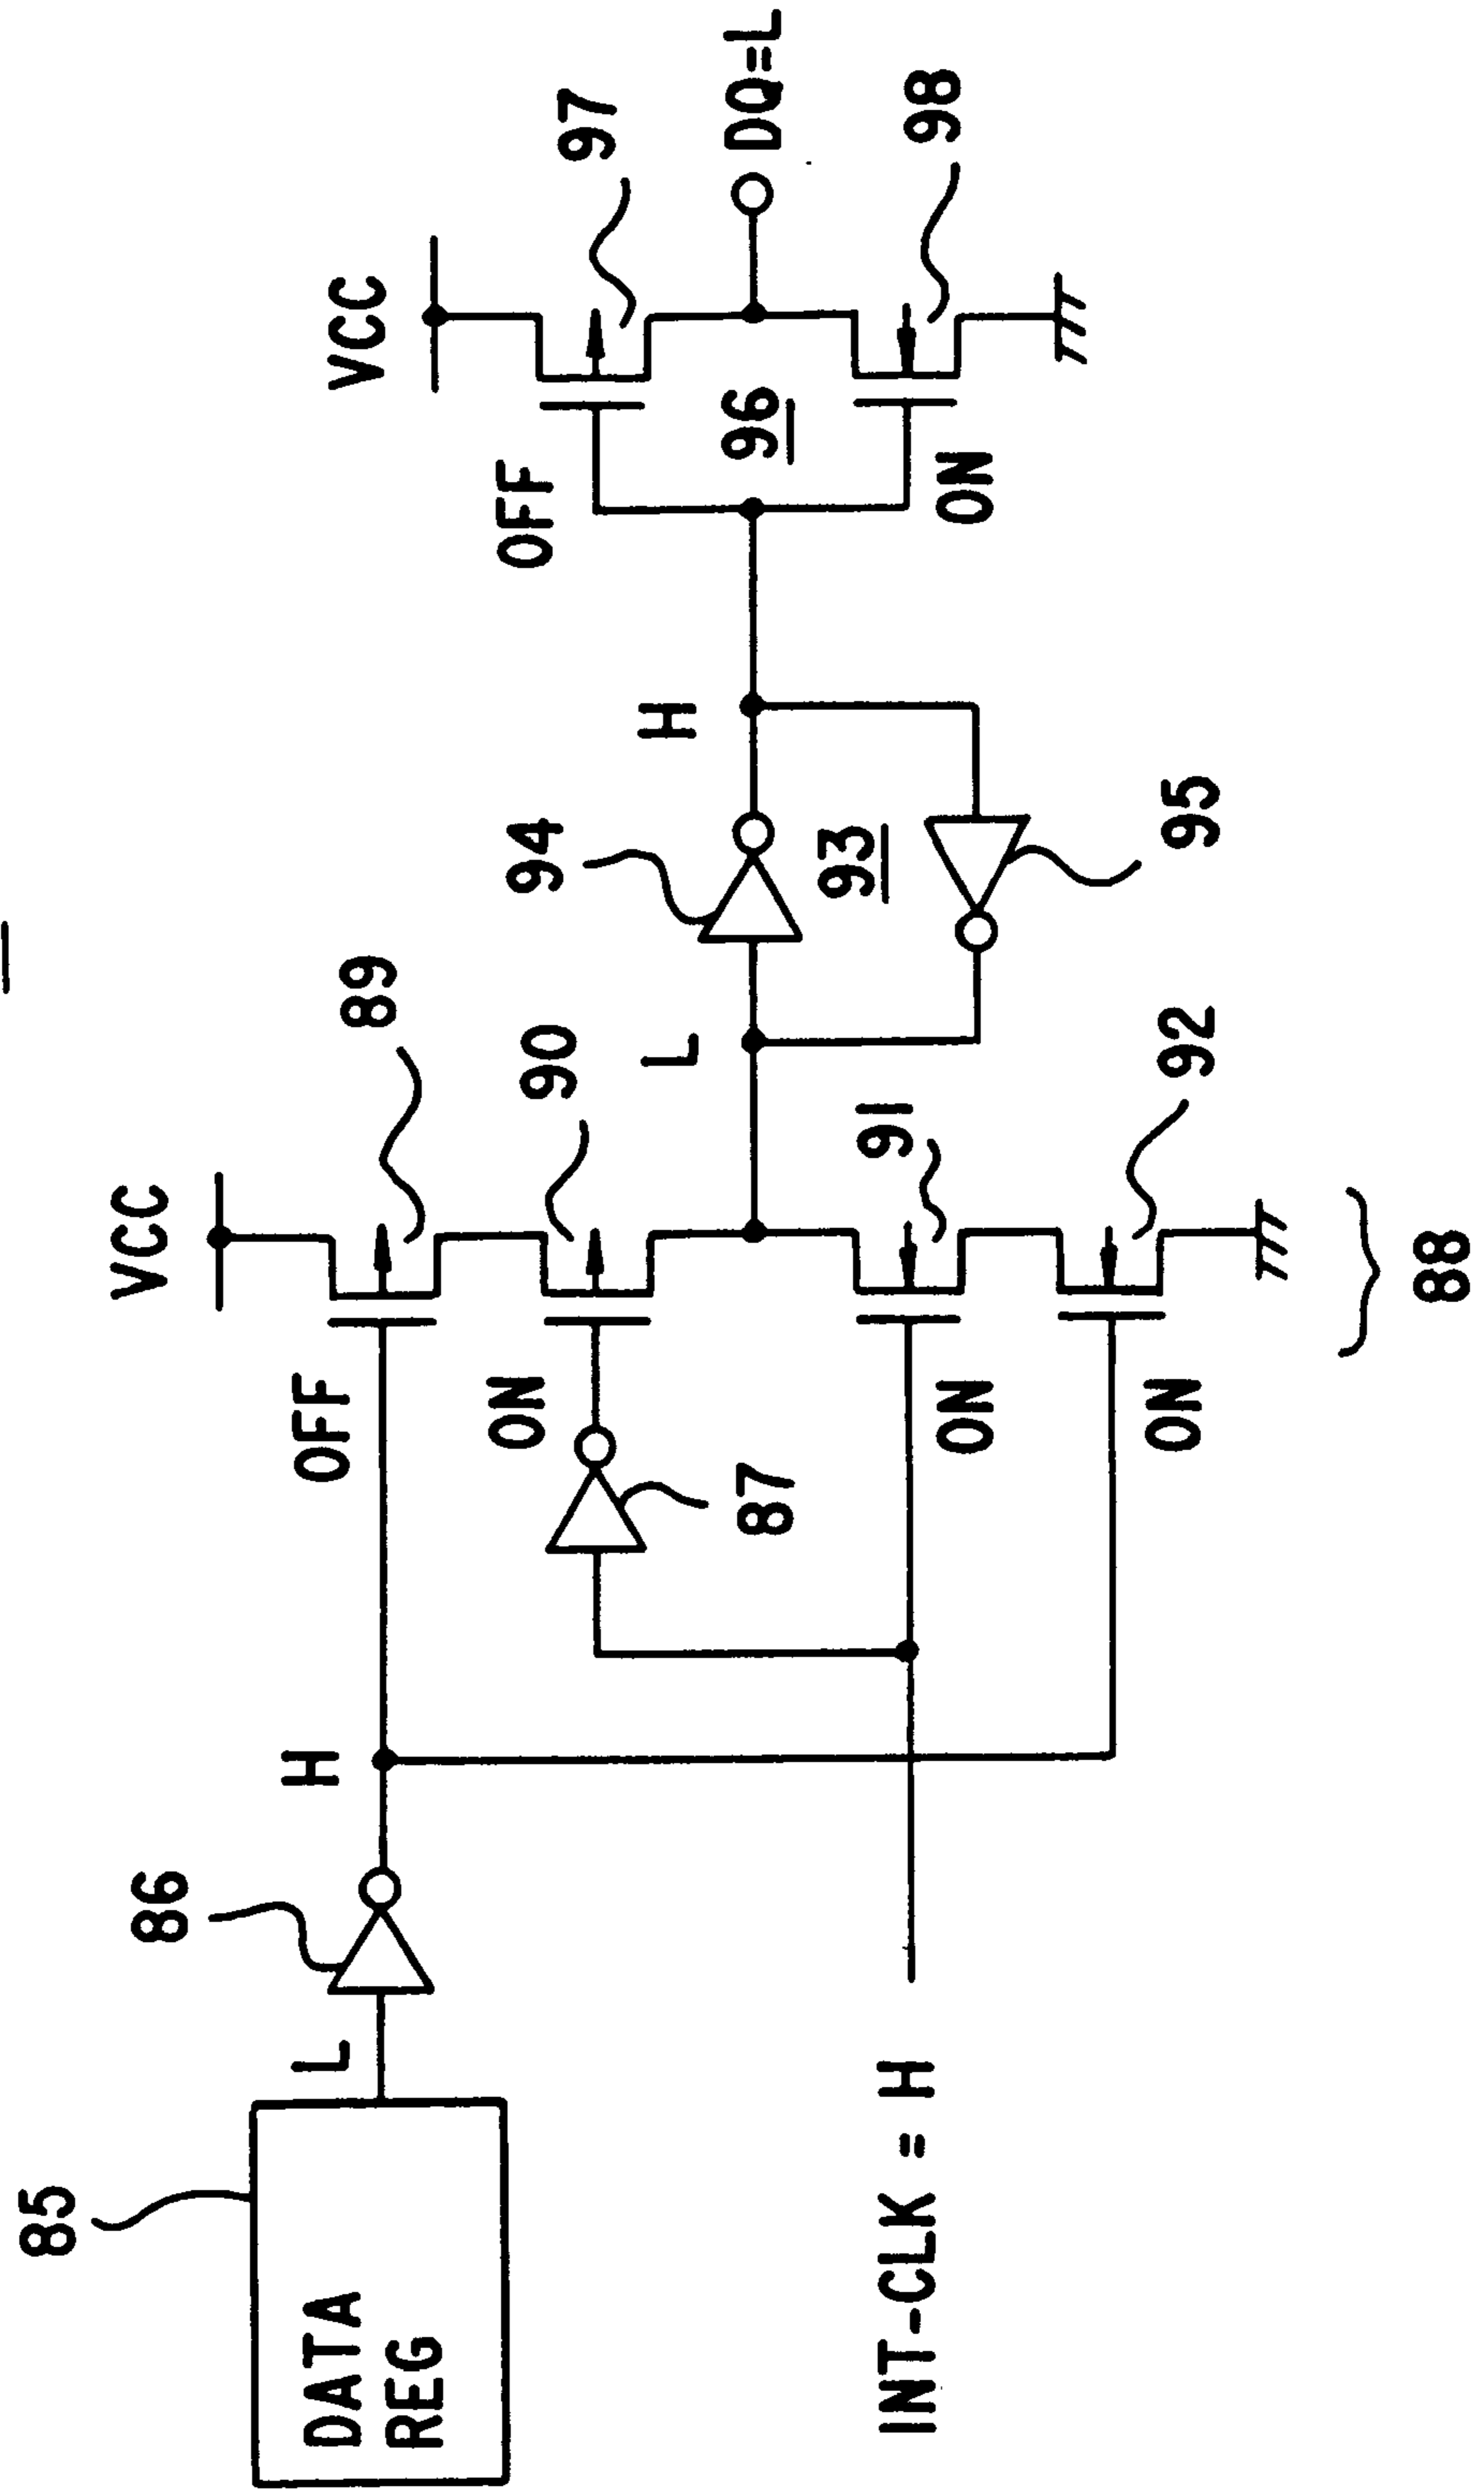 85
DATA
REG
L
86
H
INT-CLK = H
VCC
OFF
89
ON
90
87
ON
91
ON
92
88
L
94
H
93
95
VCC
OFF
97
96
DQ=L
ON
98